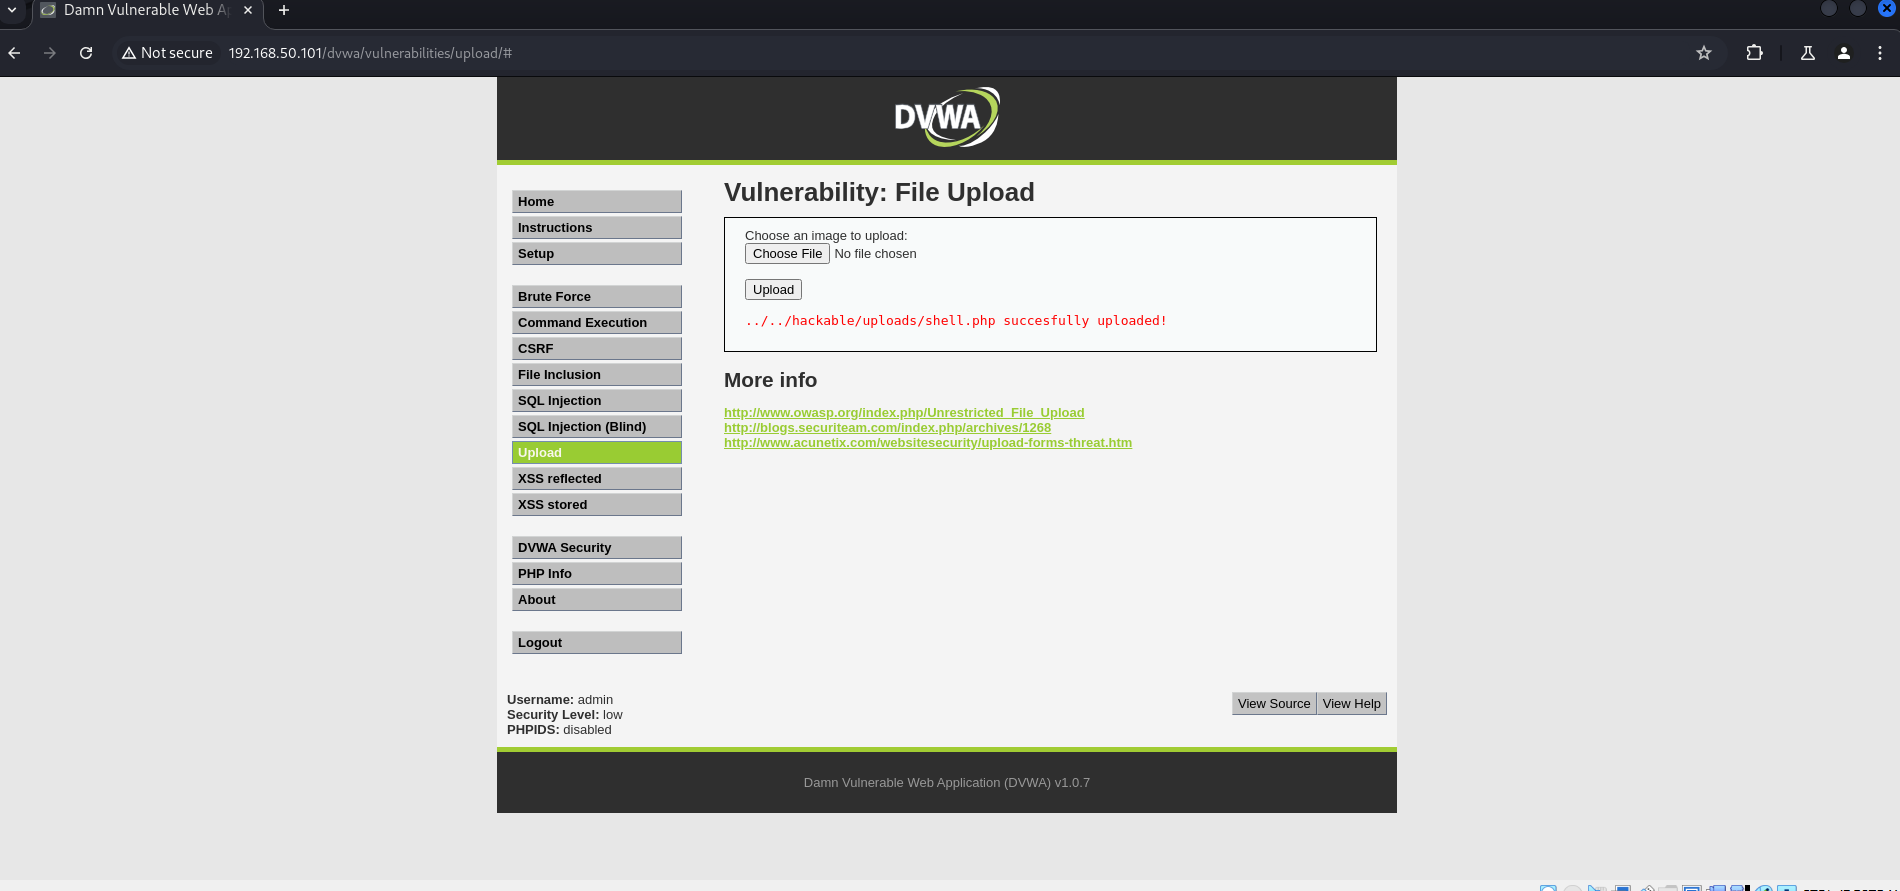 Damn Vulnerable Web Ap
Not secure 192.168.50.101/dvwa/vulnerabilities/upload/#
DVWA
Home
Instructions
Setup
Brute Force
Command Execution
CSRF
File Inclusion
SQL Injection
SQL Injection (Blind)
Upload
XSS reflected
XSS stored
DVWA Security
PHP Info
About
Logout
Vulnerability: File Upload
Choose an image to upload:
Choose File No file chosen
Upload
../../hackable/uploads/shell.php succesfully uploaded!
More info
http://www.owasp.org/index.php/Unrestricted_File_Upload
http://blogs.securiteam.com/index.php/archives/1268
http://www.acunetix.com/websitesecurity/upload-forms-threat.htm
Username: admin
Security Level: low
PHPIDS: disabled
View Source View Help
Damn Vulnerable Web Application (DVWA) v1.0.7